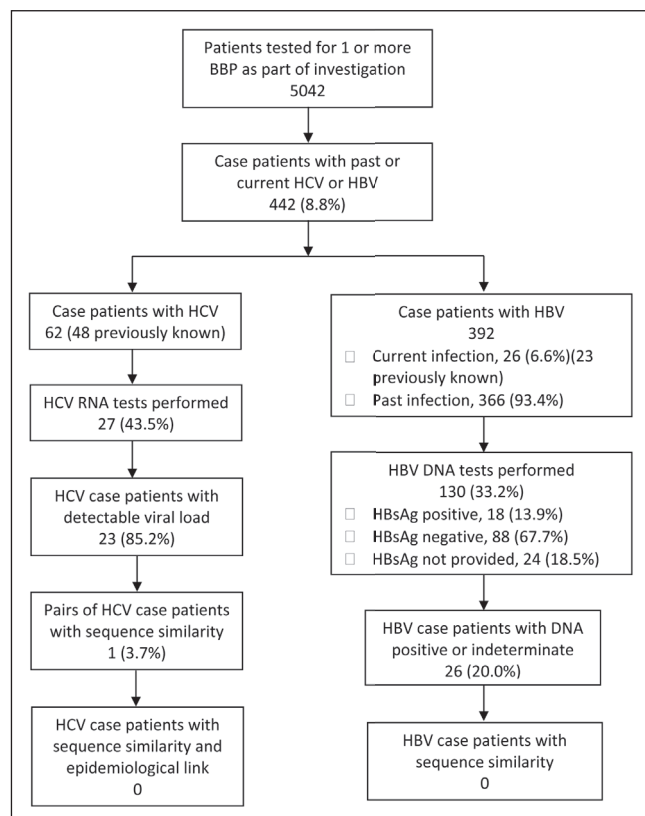 Patients tested for 1 or more
BBP as part of investigation
5042
Case patients with past or
current HCV or HBV
442 (8.8%)
Case patients with HCV
62 (48 previously known)
HCV RNA tests performed
27 (43.5%)
HCV case patients with
detectable viral load
23 (85.2%)
Pairs of HCV case patients
with sequence similarity
1 (3.7%)
HCV case patients with
sequence similarity and
epidemiological link
0
Case patients with HBV
392
Current infection, 26 (6.6%)(23
previously known)
Past infection, 366 (93.4%)
HBV DNA tests performed
130 (33.2%)
HBsAg positive, 18 (13.9%)
HBsAg negative, 88 (67.7%)
HBsAg not provided, 24 (18.5%)
HBV case patients with DNA
positive or indeterminate
26 (20.0%)
HBV case patients with
sequence similarity
0